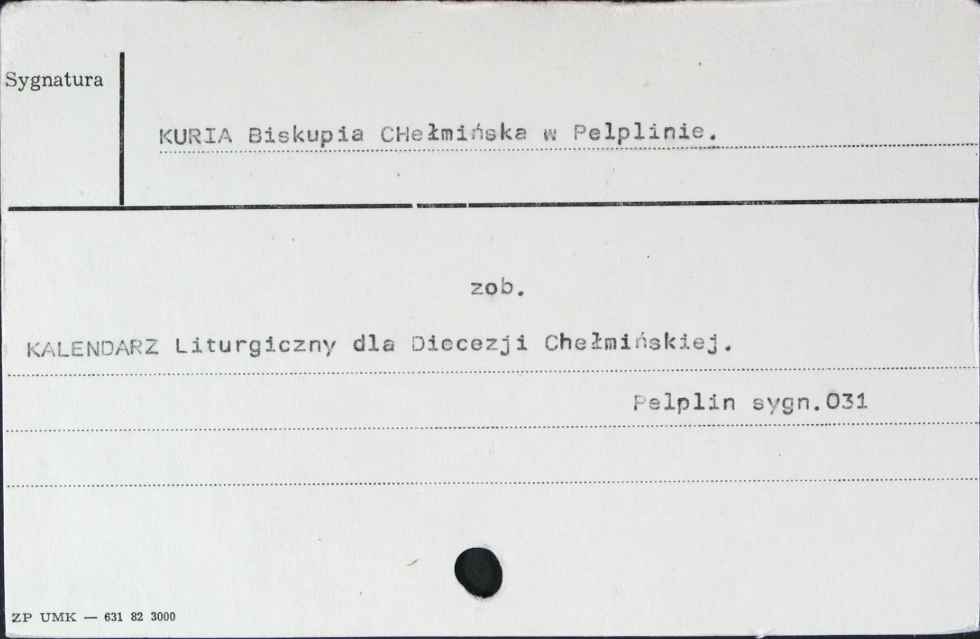 Sygnatura
KURIA Biskupia CHełmińska w Pelplinie.
zob.
KALENDARZ Liturgiczny dla Diecezji Chełmińskiej.
Pelplin sygn.031
ZP UMK — 631 82 3000